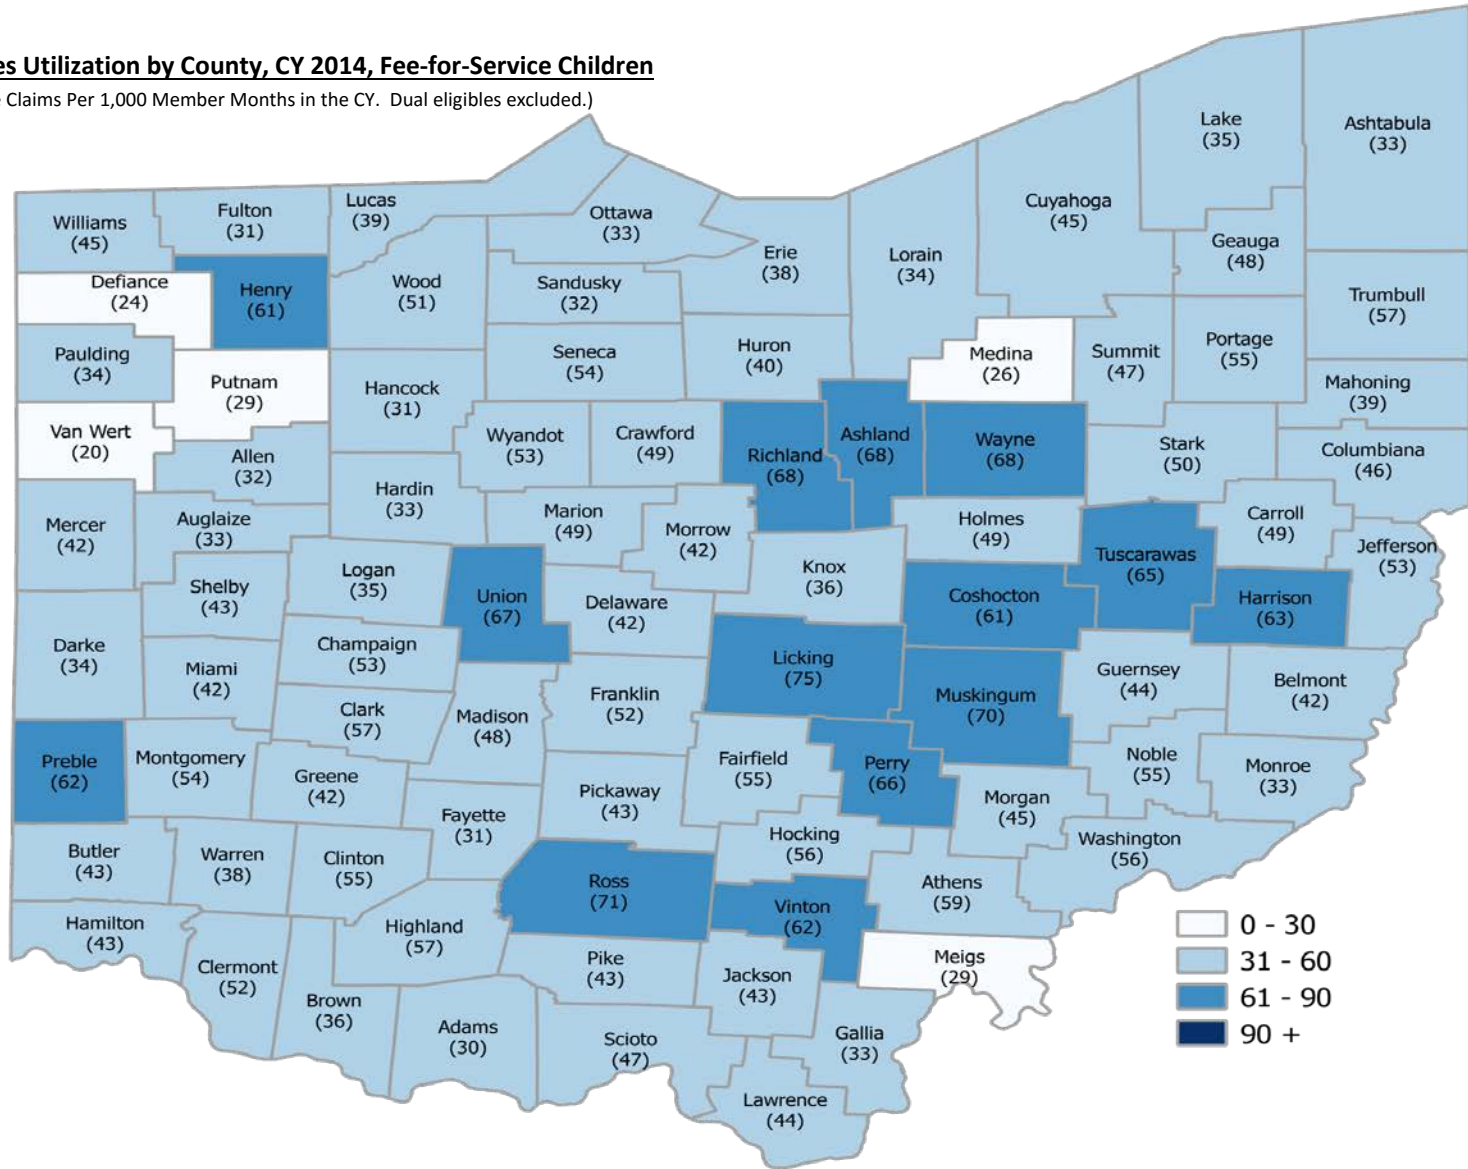 es Utilization by County, CY 2014, Fee-for-Service Children
Claims Per 1,000 Member Months in the CY. Dual eligibles excluded.)
Williams
(45)
Fulton
(31)
Lucas
(39)
Ottawa
(33)
Erie
(38)
Lorain
(34)
Cuyahoga
(45)
Lake
(35)
Ashtabula
(33)
Geauga
(48)
Defiance
(24)
Henry
(61)
Wood
(51)
Sandusky
(32)
Trumbull
(57)
Paulding
(34)
Putnam
(29)
Hancock
(31)
Seneca
(54)
Huron
(40)
Medina
(26)
Summit
(47)
Portage
(55)
Mahoning
(39)
Van Wert
(20)
Allen
(32)
Wyandot
(53)
Crawford
(49)
Richland
(68)
Ashland
(68)
Wayne
(68)
Stark
(50)
Columbiana
(46)
Mercer
(42)
Auglaize
(33)
Hardin
(33)
Marion
(49)
Morrow
(42)
Holmes
(49)
Carroll
(49)
Jefferson
(53)
Shelby
(43)
Logan
(35)
Union
(67)
Delaware
(42)
Knox
(36)
Coshocton
(61)
Tuscarawas
(65)
Harrison
(63)
Darke
(34)
Miami
(42)
Champaign
(53)
Licking
(75)
Muskingum
(70)
Guernsey
(44)
Belmont
(42)
Clark
(57)
Madison
(48)
Franklin
(52)
Preble
(62)
Montgomery
(54)
Greene
(42)
Fairfield
(55)
Perry
(66)
Noble
(55)
Monroe
(33)
Fayette
(31)
Pickaway
(43)
Morgan
(45)
Butler
(43)
Warren
(38)
Clinton
(55)
Hocking
(56)
Washington
(56)
Ross
(71)
Vinton
(62)
Athens
(59)
Hamilton
(43)
Highland
(57)
Clermont
(52)
Pike
(43)
Jackson
(43)
Meigs
(29)
Brown
(36)
Adams
(30)
Scioto
(47)
Gallia
(33)
Lawrence
(44)
0 - 30
31 - 60
61 - 90
90 +